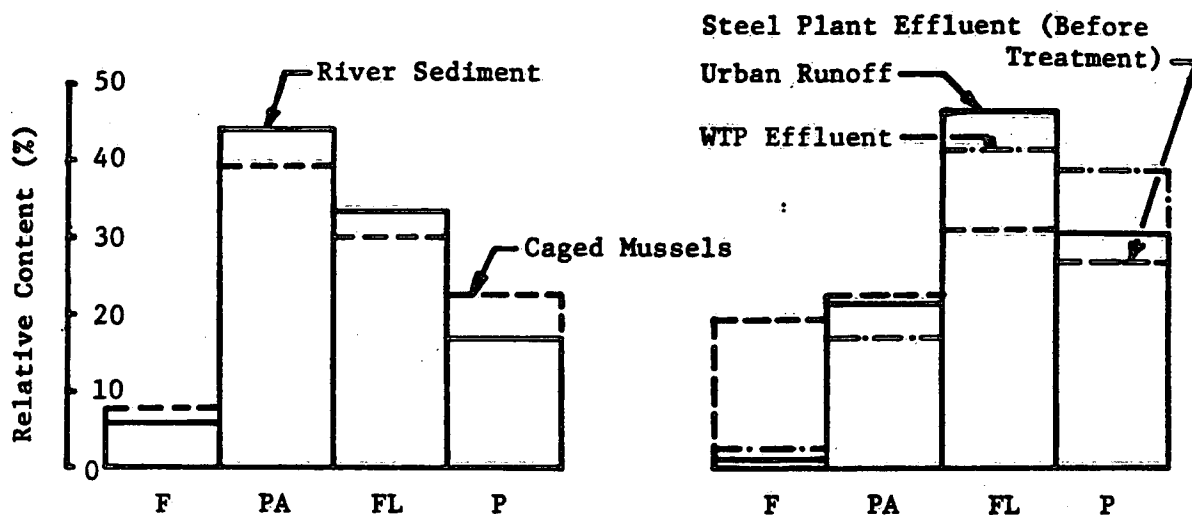 Steel Plant Effluent (Before
Treatment)
Urban Runoff
WTP Effluent
River Sediment
Caged Mussels
Relative Content (%)
50
40
30
20
10
0
F PA FL P
F PA FL P